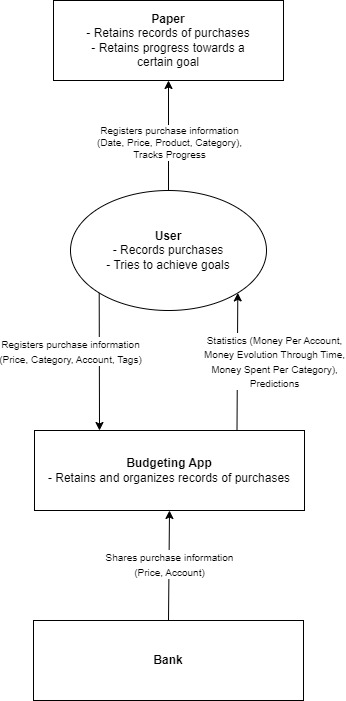 Paper
- Retains records of purchases
- Retains progress towards a
certain goal
Registers purchase information
(Date, Price, Product, Category),
Tracks Progress
User
- Records purchases
- Tries to achieve goals
Registers purchase information
(Price, Category, Account, Tags)
Statistics (Money Per Account,
Money Evolution Through Time,
Money Spent Per Category),
Predictions
Budgeting App
- Retains and organizes records of purchases
Shares purchase information
(Price, Account)
Bank